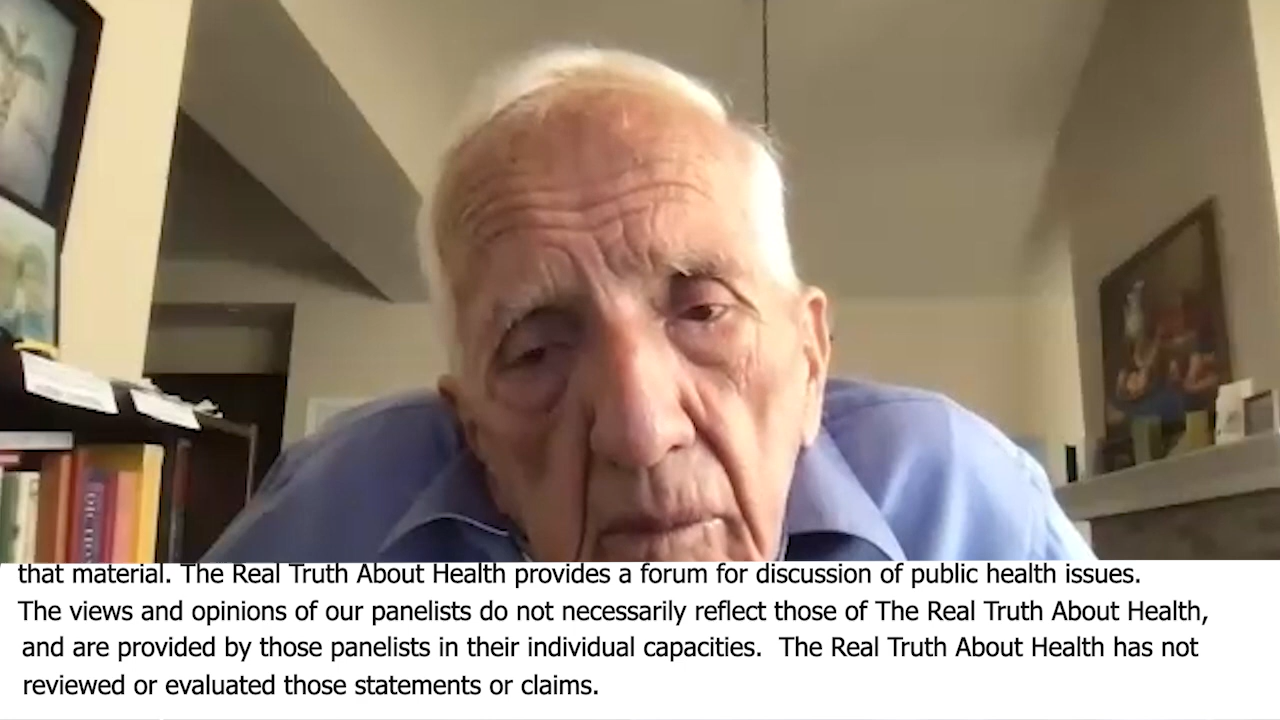 that material. The Real Truth About Health provides a forum for discussion of public health issues.
The views and opinions of our panelists do not necessarily reflect those of The Real Truth About Health,
and are provided by those panelists in their individual capacities.  The Real Truth About Health has not
reviewed or evaluated those statements or claims.